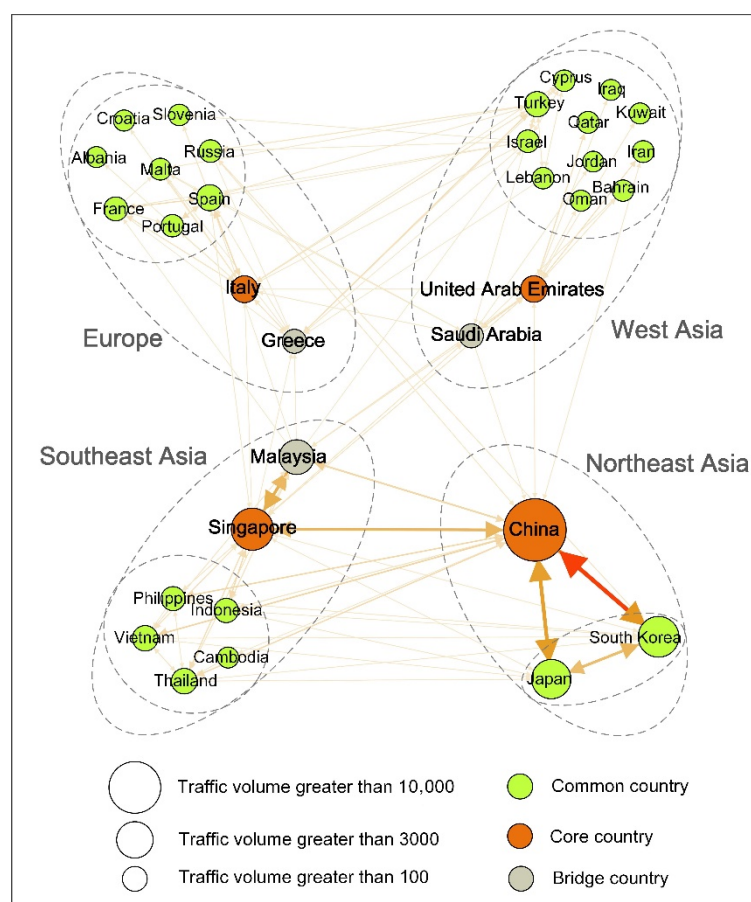 Cyprus
Iraq
Turkey
Kuwait
Qatar
Israel
Iran
Jordan
Lebanon
Bahrain
Oman
Croatia
Slovenia
Russia
Albania
Malta
Spain
France
Portugal
Italy
Greece
Europe
United Arab Emirates
Saudi Arabia
West Asia
Southeast Asia
Malaysia
Singapore
Philippines
Indonesia
Vietnam
Cambodia
Thailand
Northeast Asia
China
South Korea
Japan
Traffic volume greater than 10,000
Traffic volume greater than 3000
Traffic volume greater than 100
Common country
Core country
Bridge country